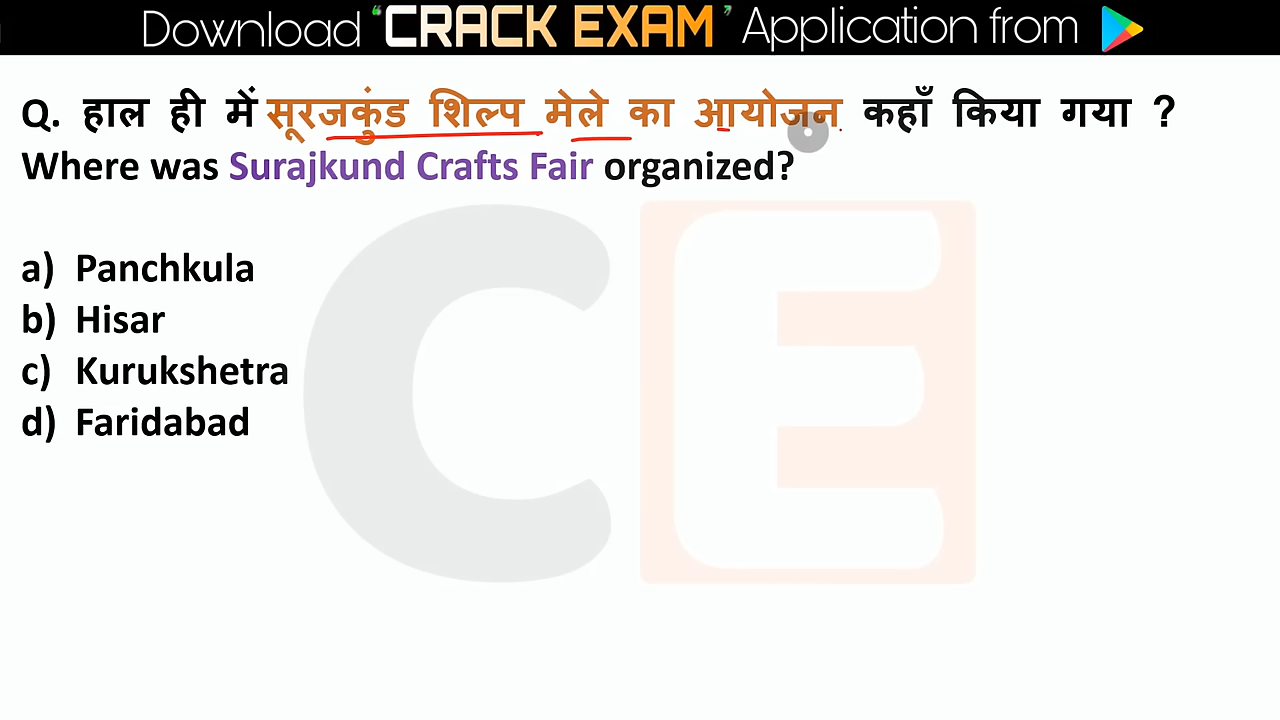 Download “CRACK EXAM” Application from
Q. हाल ही में सूरजकुंड शिल्प मेले का आयोजन कहाँ किया गया ?
Where was Surajkund Crafts Fair organized?
a) Panchkula
b) Hisar
c) Kurukshetra
d) Faridabad
CE